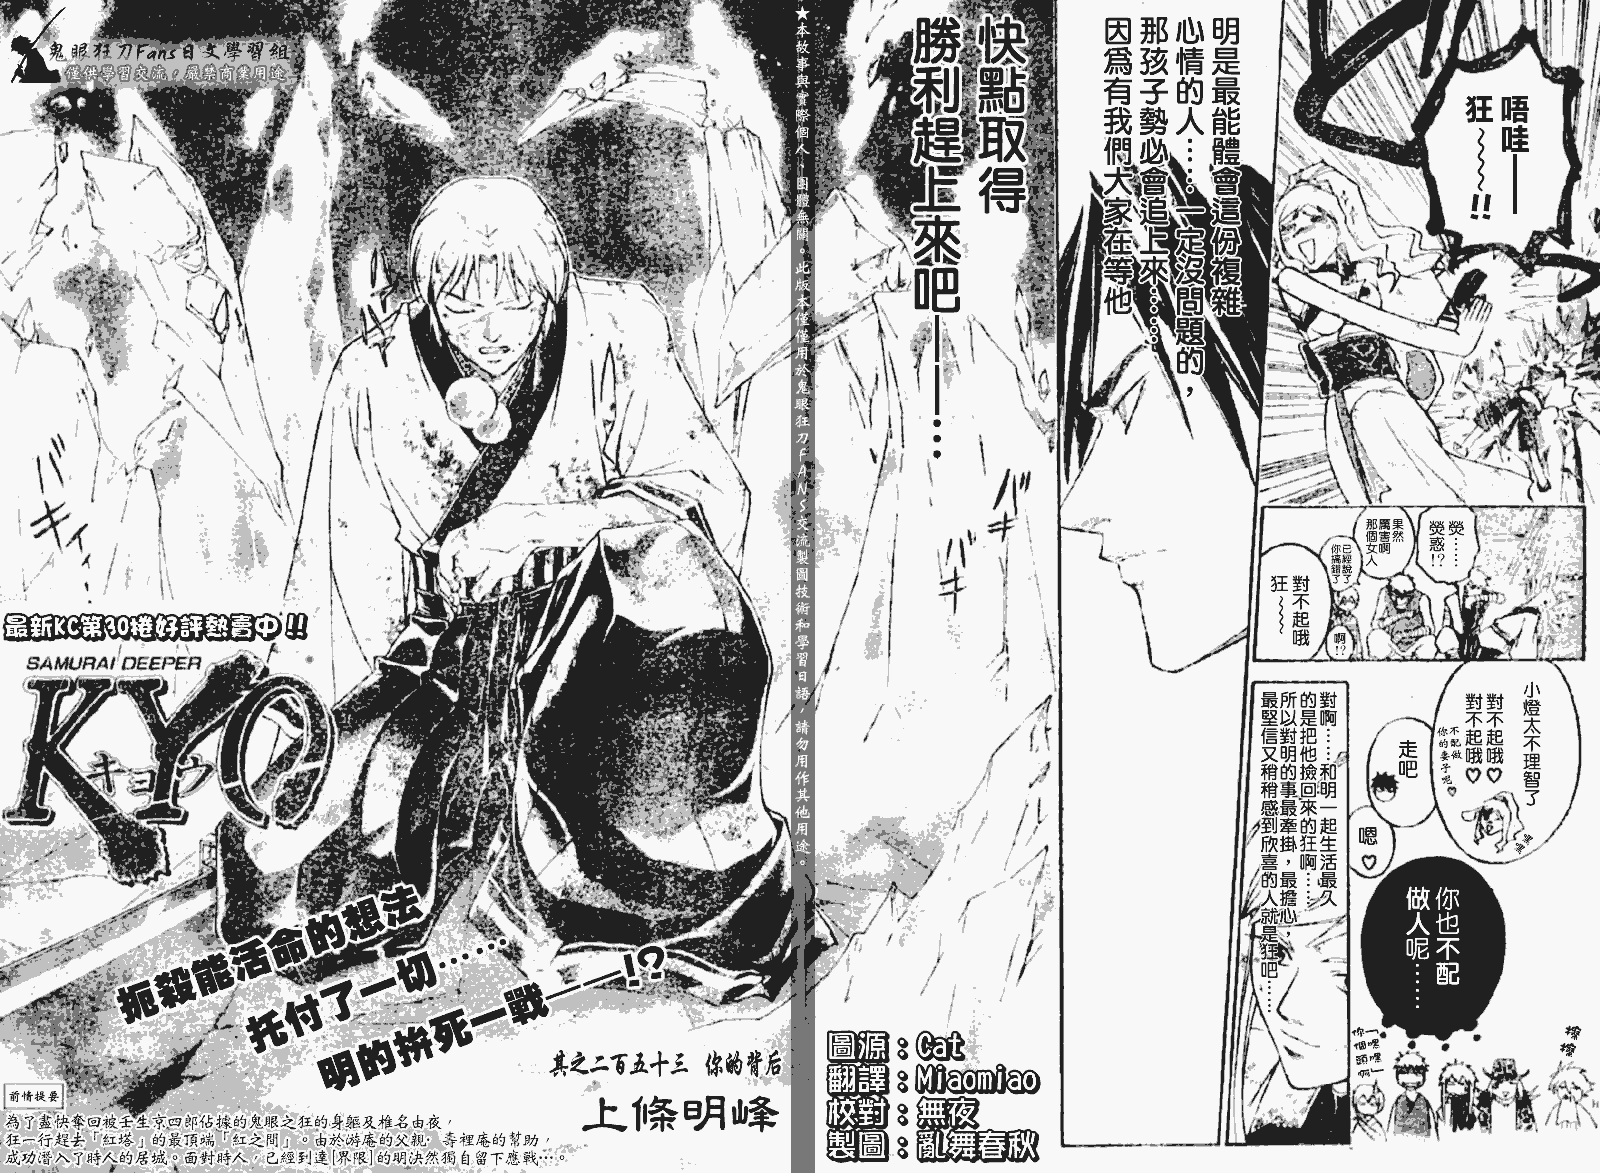 唔哇——
狂～～～!!
熒……
熒惑!?
果然
厲害啊
那個女人
已經說了
你搞錯了
啊!?
對不起哦
狂～～～
小燈太不理智了
對不起哦♡
對不起哦♡
不配做
你的妻子呢♥
走吧
嗯♡
你也不配
做人呢……
擦
擦
對啊……和明一起生活最久
的是把他撿回來的狂啊……
所以對明的事最牽掛，最擔心，
最堅信又稍稍感到欣喜的人就是狂吧……
明是最能體會這份複雜
心情的人……一定沒問題的，
那孩子勢必會追上來……
因爲有我們大家在等他
快點取得
勝利趕上來吧———…
バ
キ
バ
キ
圖源：Cat
翻譯：Miaomiao
校對：無夜
製圖：亂舞春秋
★本故事與實際個人、團體無關。此版本僅僅用於鬼眼狂刀FANS交流製圖技術和學習日語，請勿用作其他用途。
鬼眼狂刀Fans日文學習組
僅供學習交流，嚴禁商業用途
バ
キ
ィ
最新KC第30捲好評熱賣中!!
SAMURAI DEEPER
KYO
キョウ
扼殺能活命的想法
托付了一切……
明的拚死一戰——!?
其之二百五十三 你的背后
上條明峰
前情提要
為了盡快奪回被壬生京四郎佔據的鬼眼之狂的身軀及椎名由夜，
狂一行趕去「紅塔」的最頂端「紅之間」。由於游庵的父親·壽裡庵的幫助，
成功潛入了時人的居城。面對時人，已經到達[界限]的明決然獨自留下應戰…。